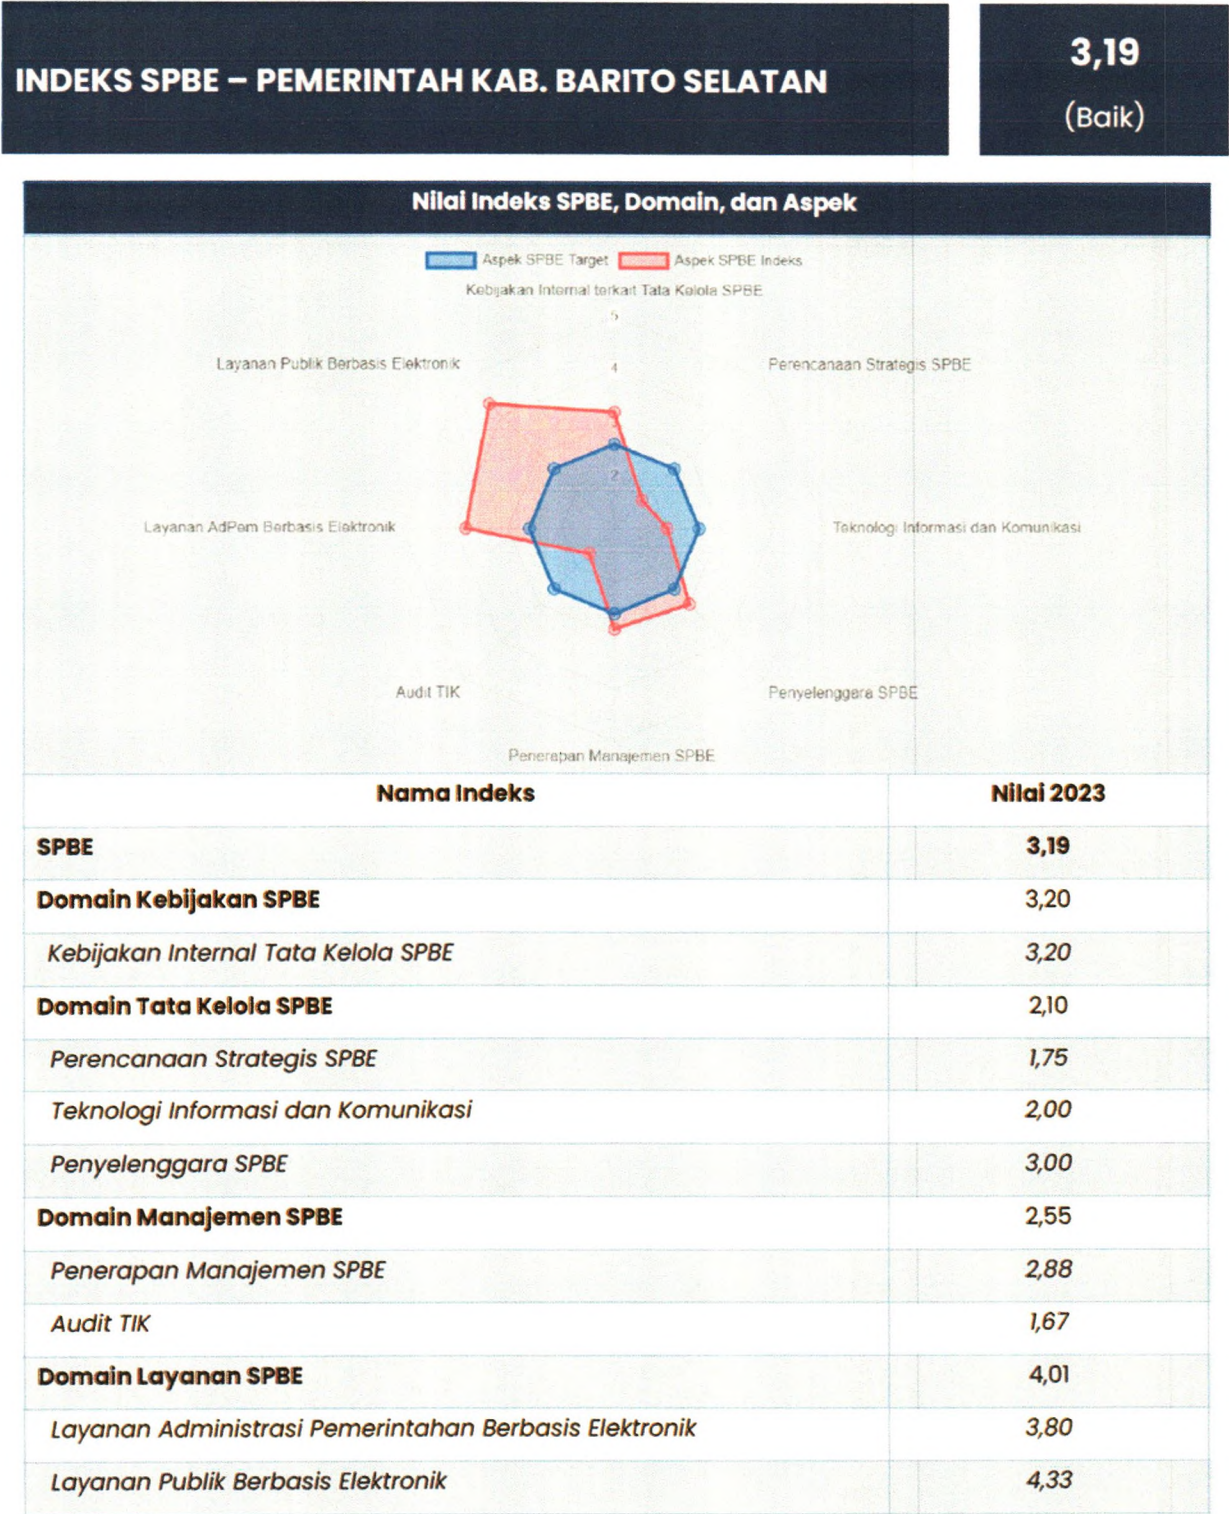 INDEKS SPBE – PEMERINTAH KAB. BARITO SELATAN
3,19
(Baik)
Nilai Indeks SPBE, Domain, dan Aspek
Aspek SPBE Target
Aspek SPBE Indeks
Kebijakan Internal terkait Tata Kelola SPBE
5
Layanan Publik Berbasis Elektronik
4
Perencanaan Strategis SPBE
3
2
Layanan AdPem Berbasis Elektronik
Teknologi Informasi dan Komunikasi
Audit TIK
Penyelenggara SPBE
Penerapan Manajemen SPBE
Nama Indeks
Nilai 2023
SPBE
3,19
Domain Kebijakan SPBE
3,20
Kebijakan Internal Tata Kelola SPBE
3,20
Domain Tata Kelola SPBE
2,10
Perencanaan Strategis SPBE
1,75
Teknologi Informasi dan Komunikasi
2,00
Penyelenggara SPBE
3,00
Domain Manajemen SPBE
2,55
Penerapan Manajemen SPBE
2,88
Audit TIK
1,67
Domain Layanan SPBE
4,01
Layanan Administrasi Pemerintahan Berbasis Elektronik
3,80
Layanan Publik Berbasis Elektronik
4,33